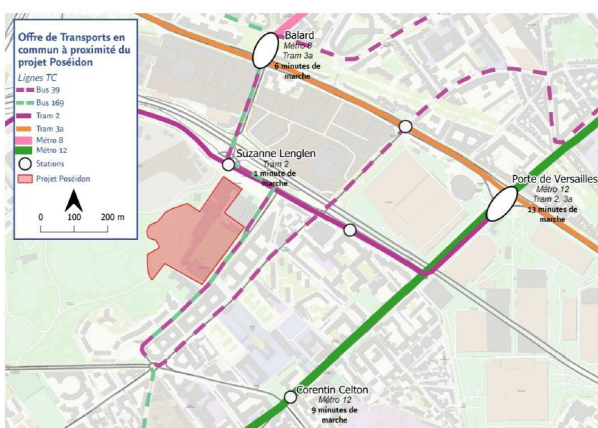 Offre de Transports en
commun à proximité du
projet Poséidon
Lignes TC
Bus 39
Bus 169
Tram 2
Tram 3a
Métro 8
Métro 12
Stations
Projet Poséidon
0 100 200 m
Balard
Métro 8
Tram 3a
6 minutes de
marche
Suzanne Lenglen
Tram 2
1 minute de
marche
Porte de Versailles
Métro 12
Tram 2, 3a
13 minutes de
marche
Corentin Celton
Métro 12
9 minutes de
marche